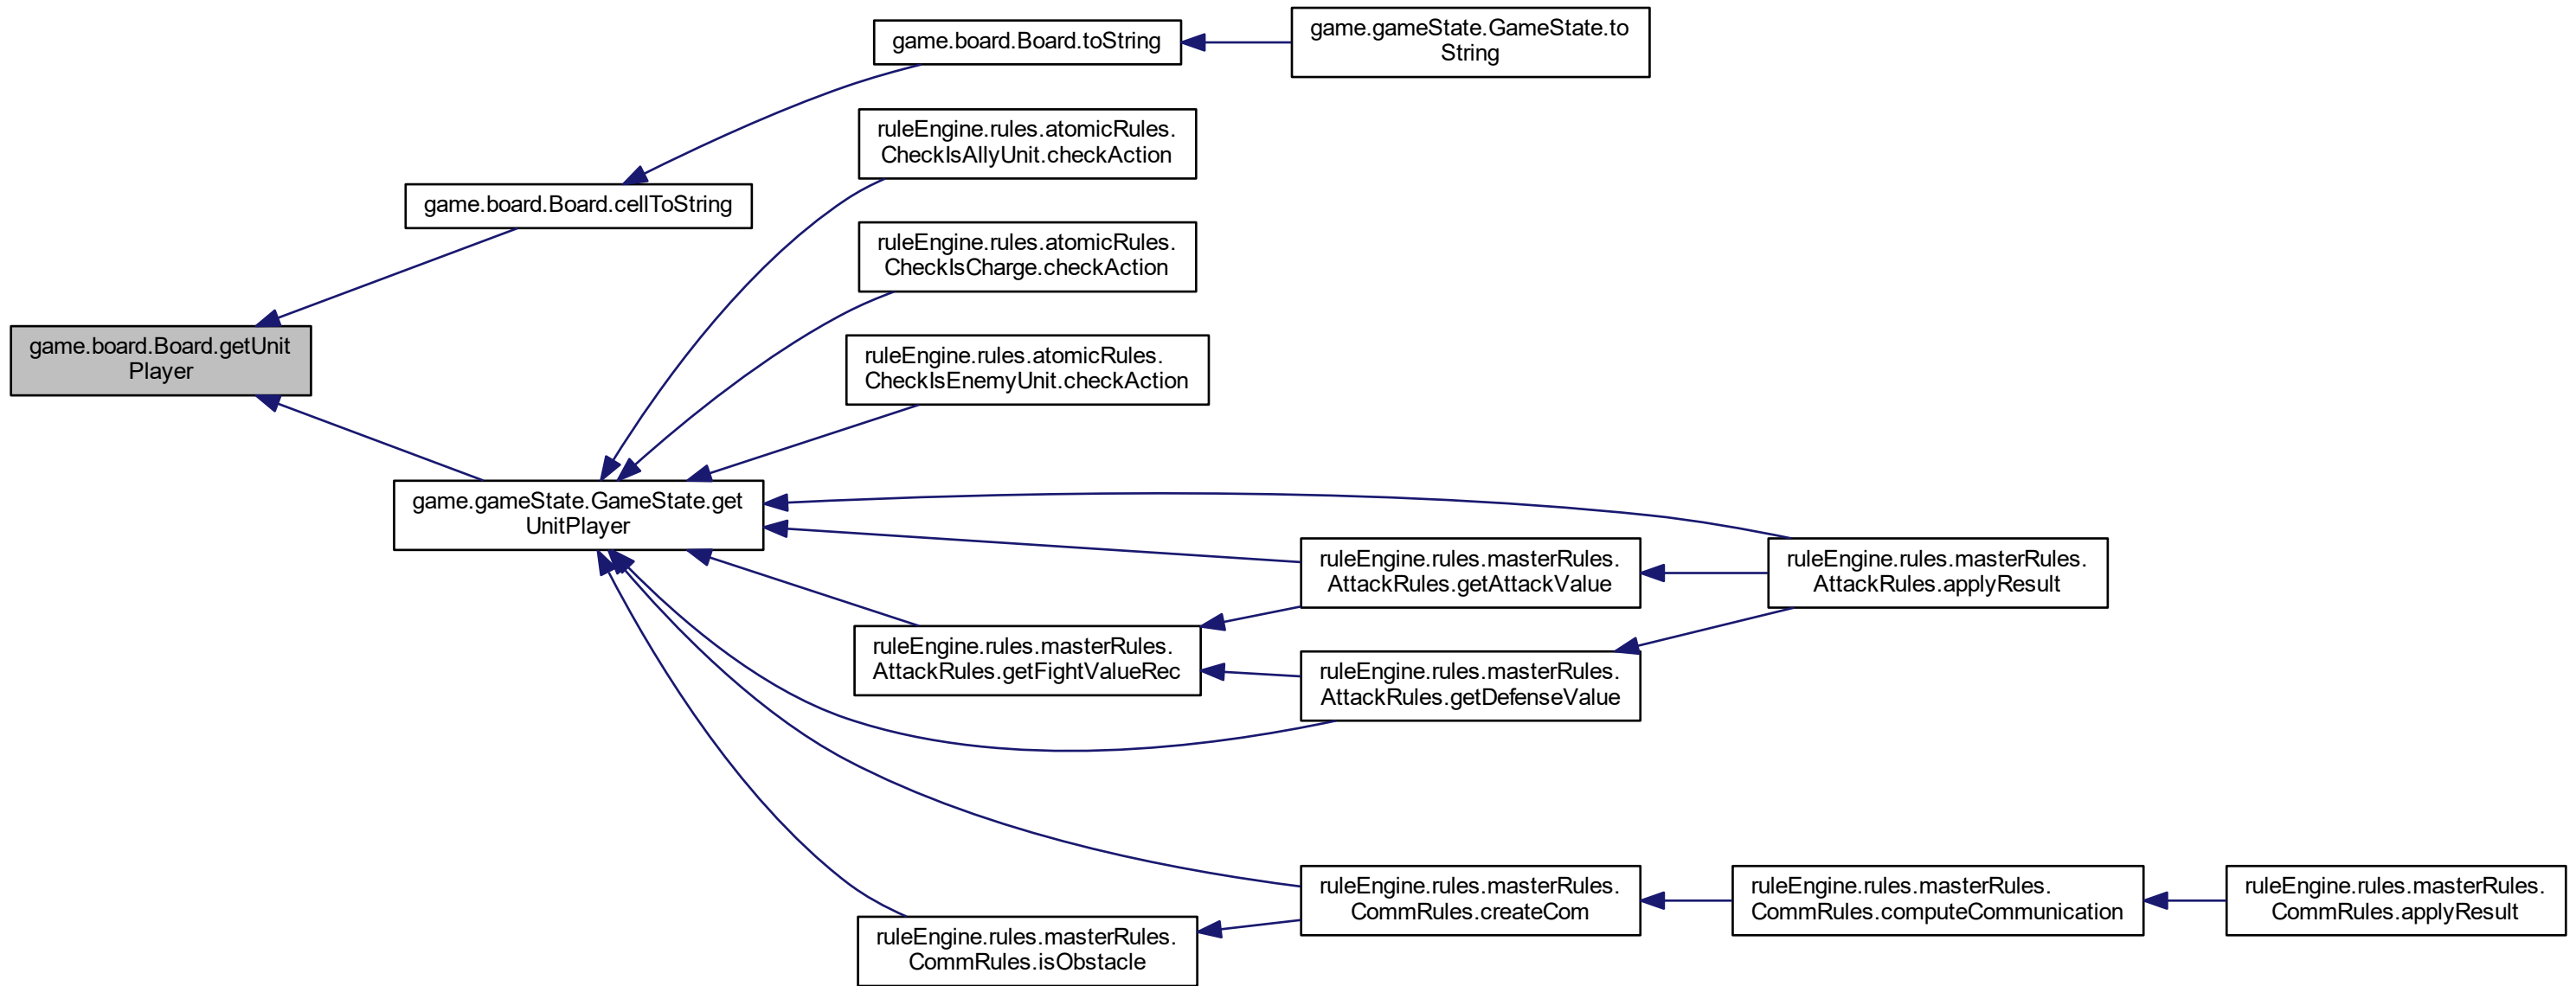 game.board.Board.toString
game.gameState.GameState.to
String
ruleEngine.rules.atomicRules.
CheckIsAllyUnit.checkAction
game.board.Board.cellToString
ruleEngine.rules.atomicRules.
CheckIsCharge.checkAction
game.board.Board.getUnit
Player
ruleEngine.rules.atomicRules.
CheckIsEnemyUnit.checkAction
game.gameState.GameState.get
UnitPlayer
ruleEngine.rules.masterRules.
AttackRules.getAttackValue
ruleEngine.rules.masterRules.
AttackRules.applyResult
ruleEngine.rules.masterRules.
AttackRules.getFightValueRec
ruleEngine.rules.masterRules.
AttackRules.getDefenseValue
ruleEngine.rules.masterRules.
CommRules.createCom
ruleEngine.rules.masterRules.
CommRules.computeCommunication
ruleEngine.rules.masterRules.
CommRules.applyResult
ruleEngine.rules.masterRules.
CommRules.isObstacle